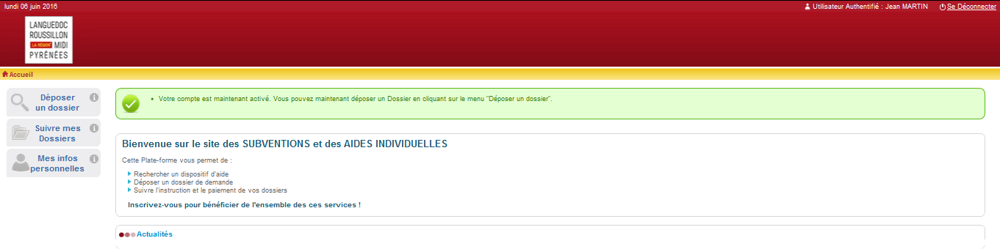 lundi 06 juin 2016
Utilisateur Authentifié : Jean MARTIN
Se Déconnecter
LANGUEDOC
ROUSSILLON
LA RÉGION MIDI
PYRÉNÉES
Accueil
Déposer
un dossier
Suivre mes
Dossiers
Mes infos
personnelles
Votre compte est maintenant activé. Vous pouvez maintenant déposer un Dossier en cliquant sur le menu "Déposer un dossier".
Bienvenue sur le site des SUBVENTIONS et des AIDES INDIVIDUELLES
Cette Plate-forme vous permet de :
Rechercher un dispositif d'aide
Déposer un dossier de demande
Suivre l'instruction et le paiement de vos dossiers
Inscrivez-vous pour bénéficier de l'ensemble des ces services !
Actualités